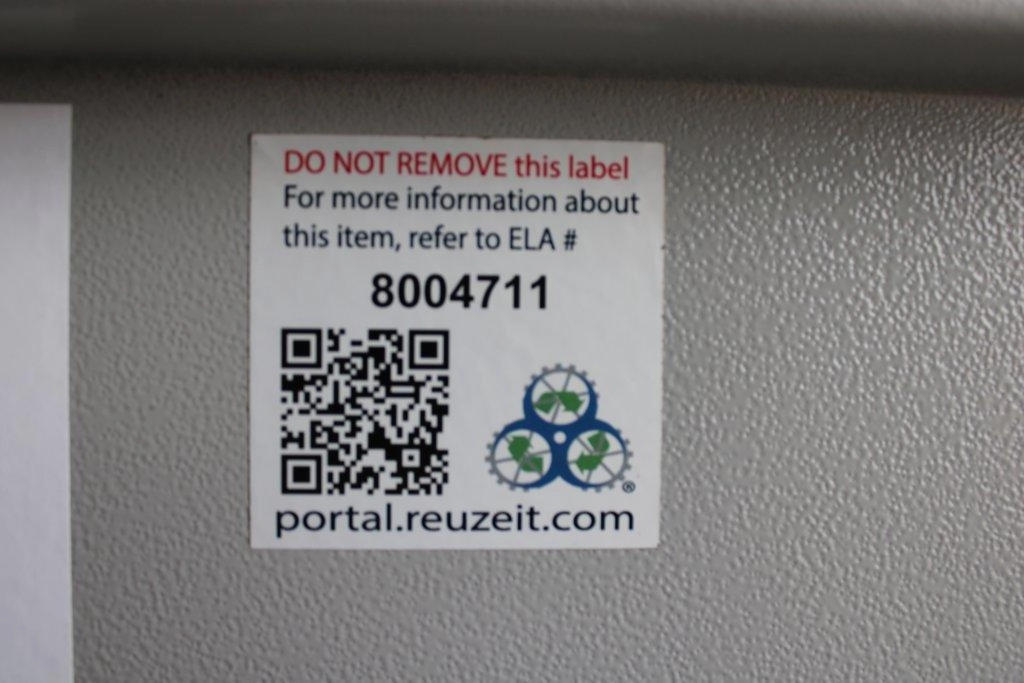 DO NOT REMOVE this label
For more information about
this item, refer to ELA #
8004711
®
portal.reuzeit.com